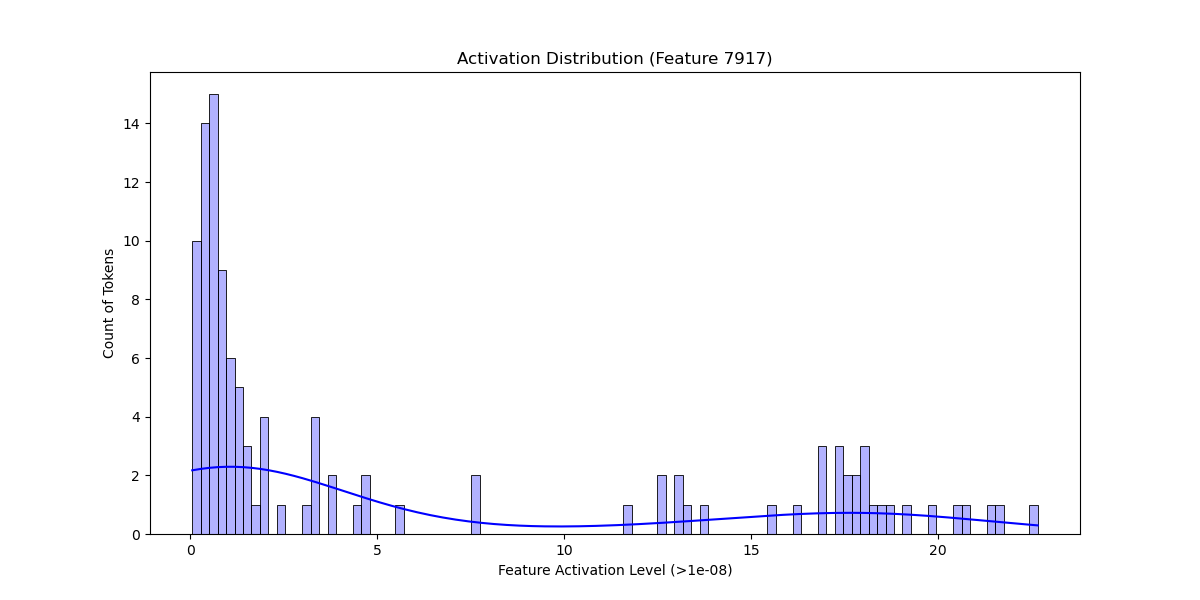 Activation Distribution (Feature 7917)
Count of Tokens
14
12
10
8
6
4
2
0
0 5 10 15 20
Feature Activation Level (>1e-08)